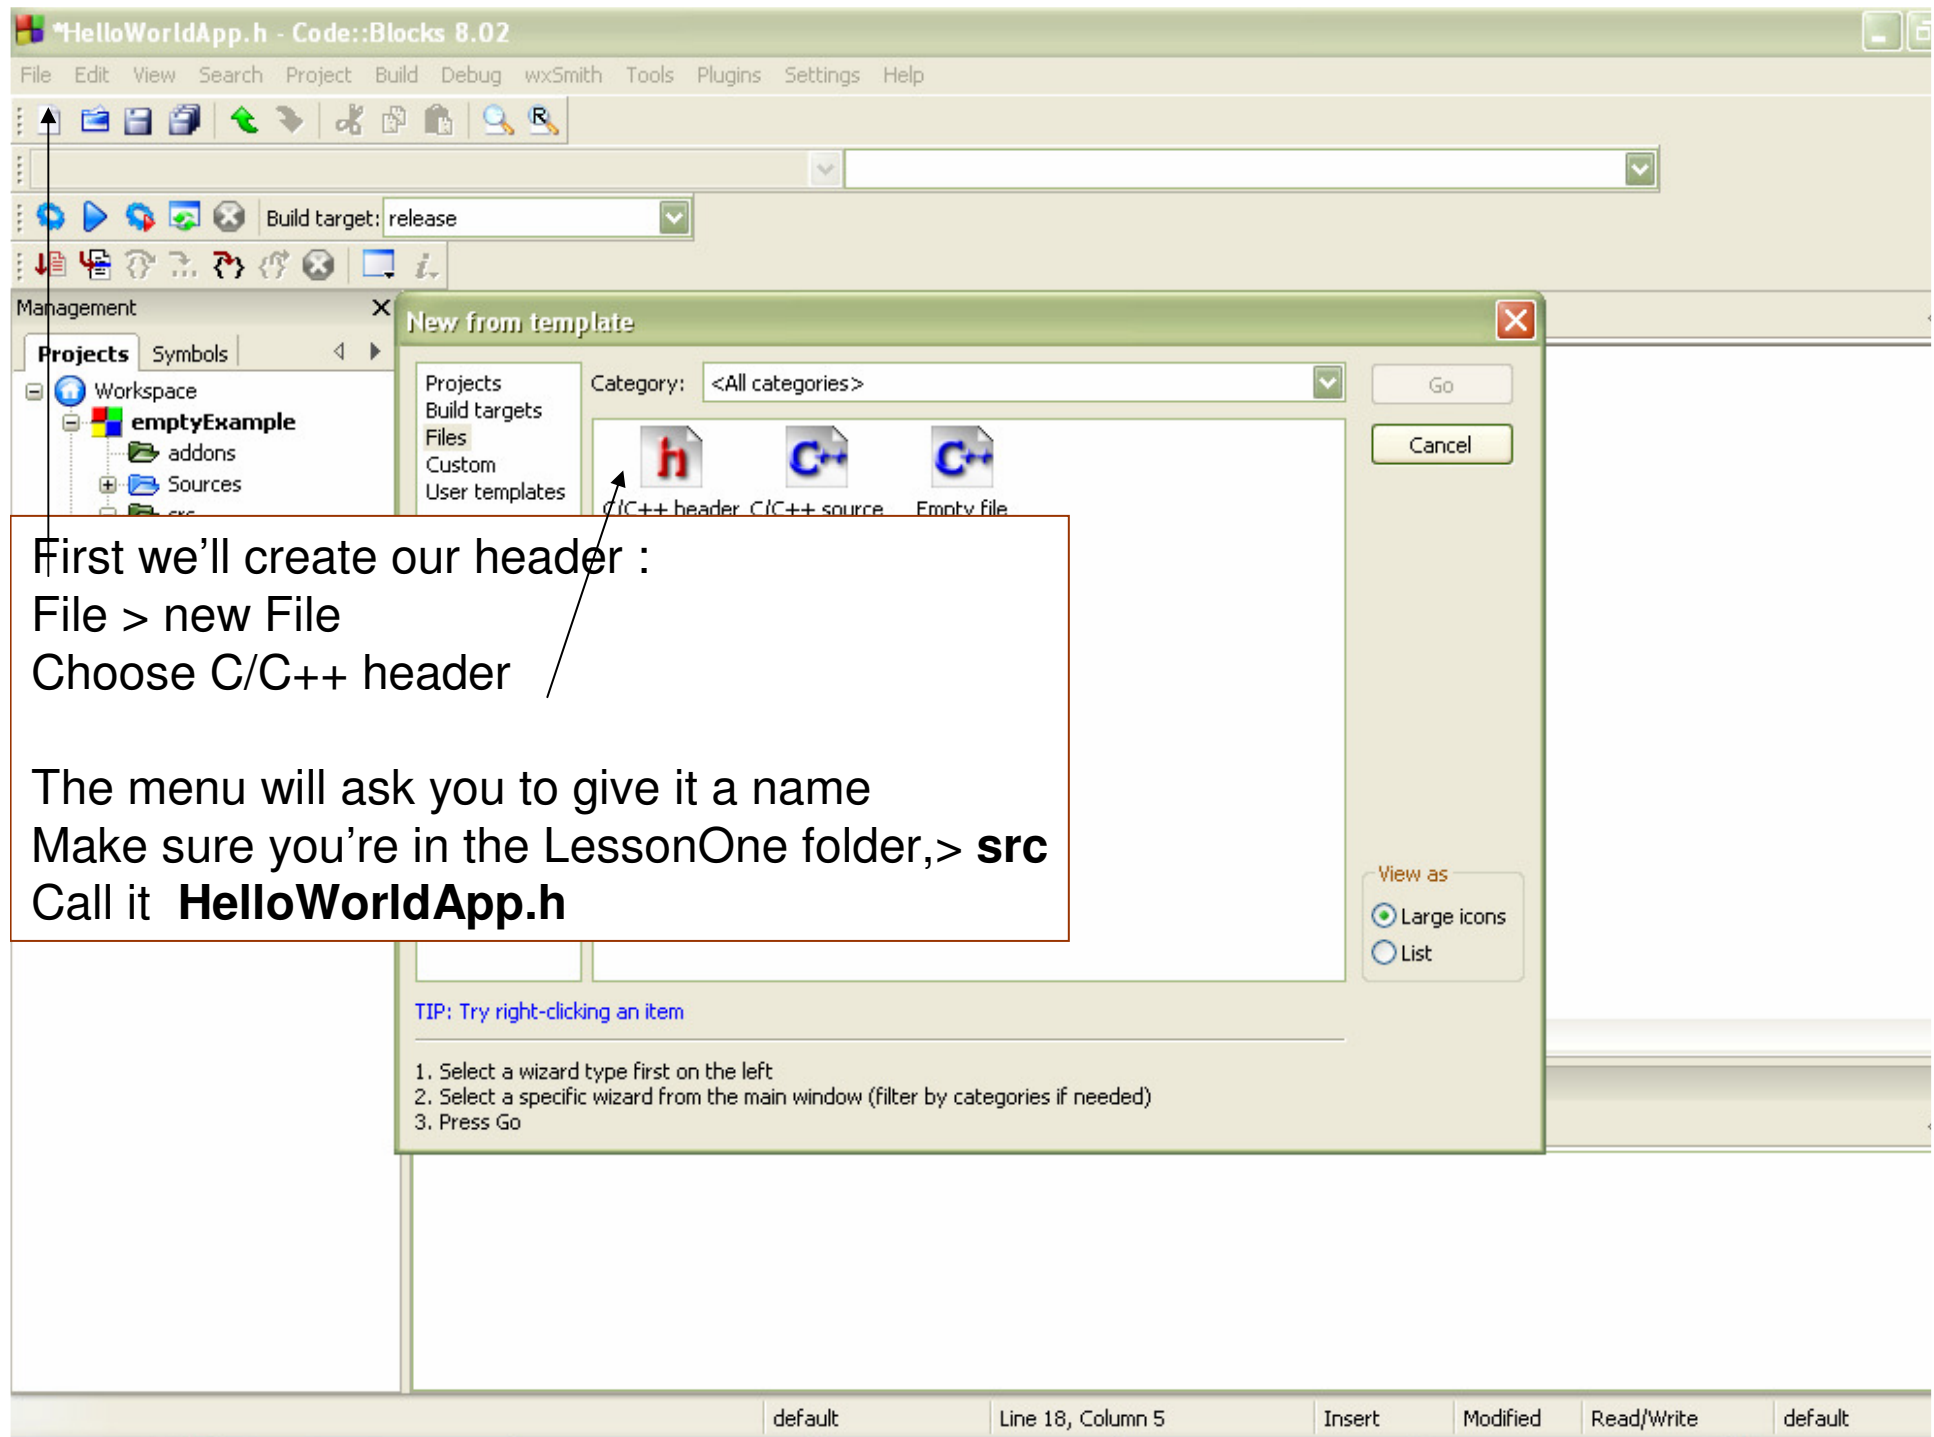 *HelloWorldApp.h - Code::Blocks 8.02
File Edit View Search Project Build Debug wxSmith Tools Plugins Settings Help
Build target: release
Management
Projects Symbols
Workspace
emptyExample
addons
Sources
src
New from template
Projects
Build targets
Files
Custom
User templates
Category: <All categories>
Go
Cancel
C/C++ header C/C++ source Empty file
First we'll create our header :
File > new File
Choose C/C++ header
The menu will ask you to give it a name
Make sure you're in the LessonOne folder,> src
Call it HelloWorldApp.h
View as
Large icons
List
TIP: Try right-clicking an item
1. Select a wizard type first on the left
2. Select a specific wizard from the main window (filter by categories if needed)
3. Press Go
default Line 18, Column 5 Insert Modified Read/Write default